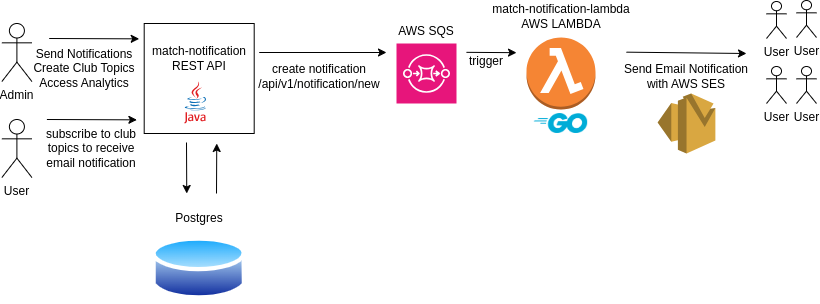 Send Notifications
Create Club Topics
Access Analytics
Admin
subscribe to club
topics to receive
email notification
User
match-notification
REST API
Java
Postgres
create notification
/api/v1/notification/new
AWS SQS
trigger
match-notification-lambda
AWS LAMBDA
GO
Send Email Notification
with AWS SES
User
User
User
User